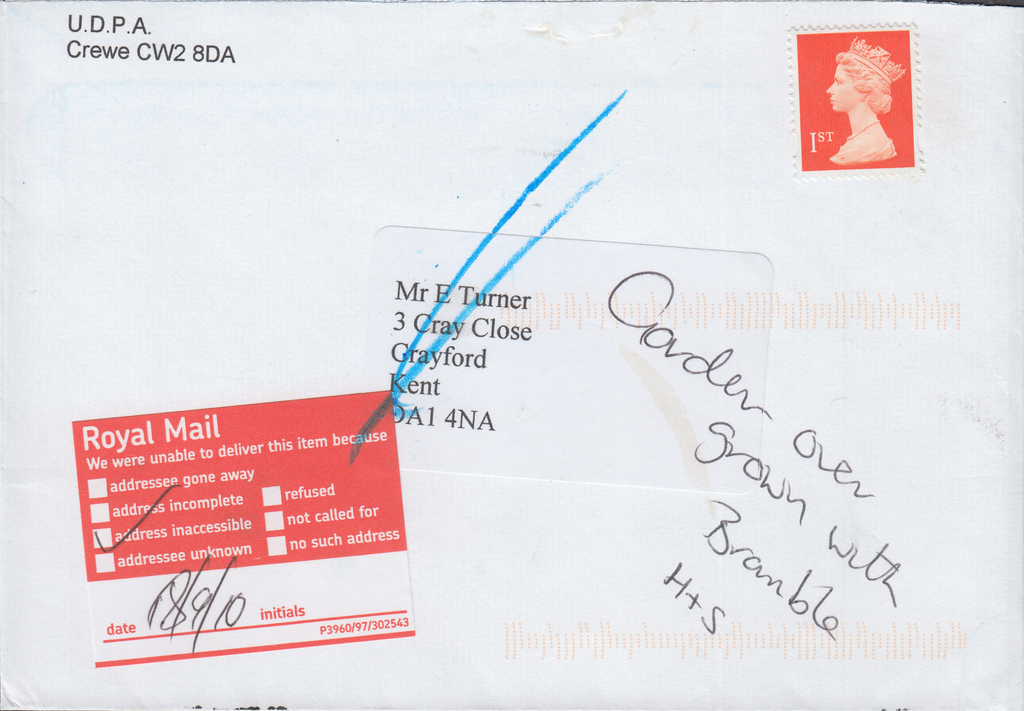 U.D.P.A.
Crewe CW2 8DA
1ST
Mr E Turner
3 Cray Close
Crayford
Kent
DA1 4NA
Garden over
grown with
Bramble
H+S
Royal Mail
We were unable to deliver this item because
addressee gone away
address incomplete
refused
address inaccessible
not called for
addressee unknown
no such address
date 18/9/10 initials
P3960/97/302543